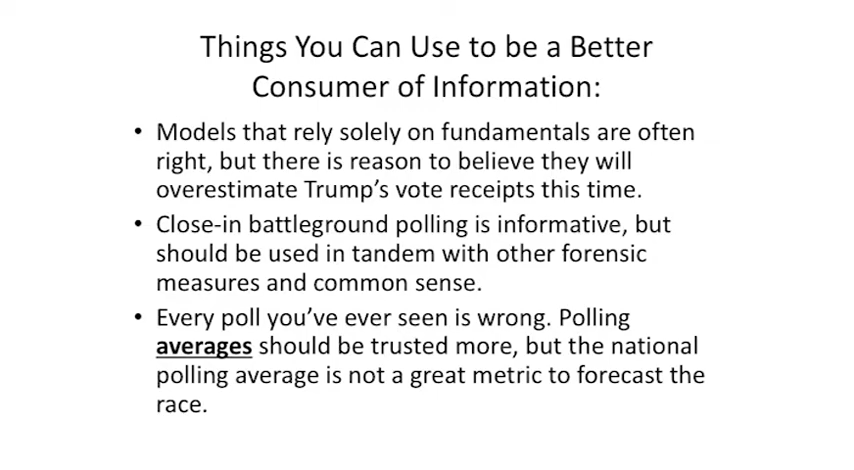 Things You Can Use to be a Better
Consumer of Information:
• Models that rely solely on fundamentals are often
right, but there is reason to believe they will
overestimate Trump's vote receipts this time.
• Close-in battleground polling is informative, but
should be used in tandem with other forensic
measures and common sense.
• Every poll you've ever seen is wrong. Polling
averages should be trusted more, but the national
polling average is not a great metric to forecast the
race.